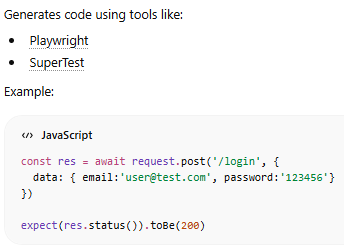 Generates code using tools like:
• Playwright
• SuperTest
Example:
</> JavaScript
const res = await request.post('/login', {
  data: { email:'user@test.com', password:'123456'}
})

expect(res.status()).toBe(200)